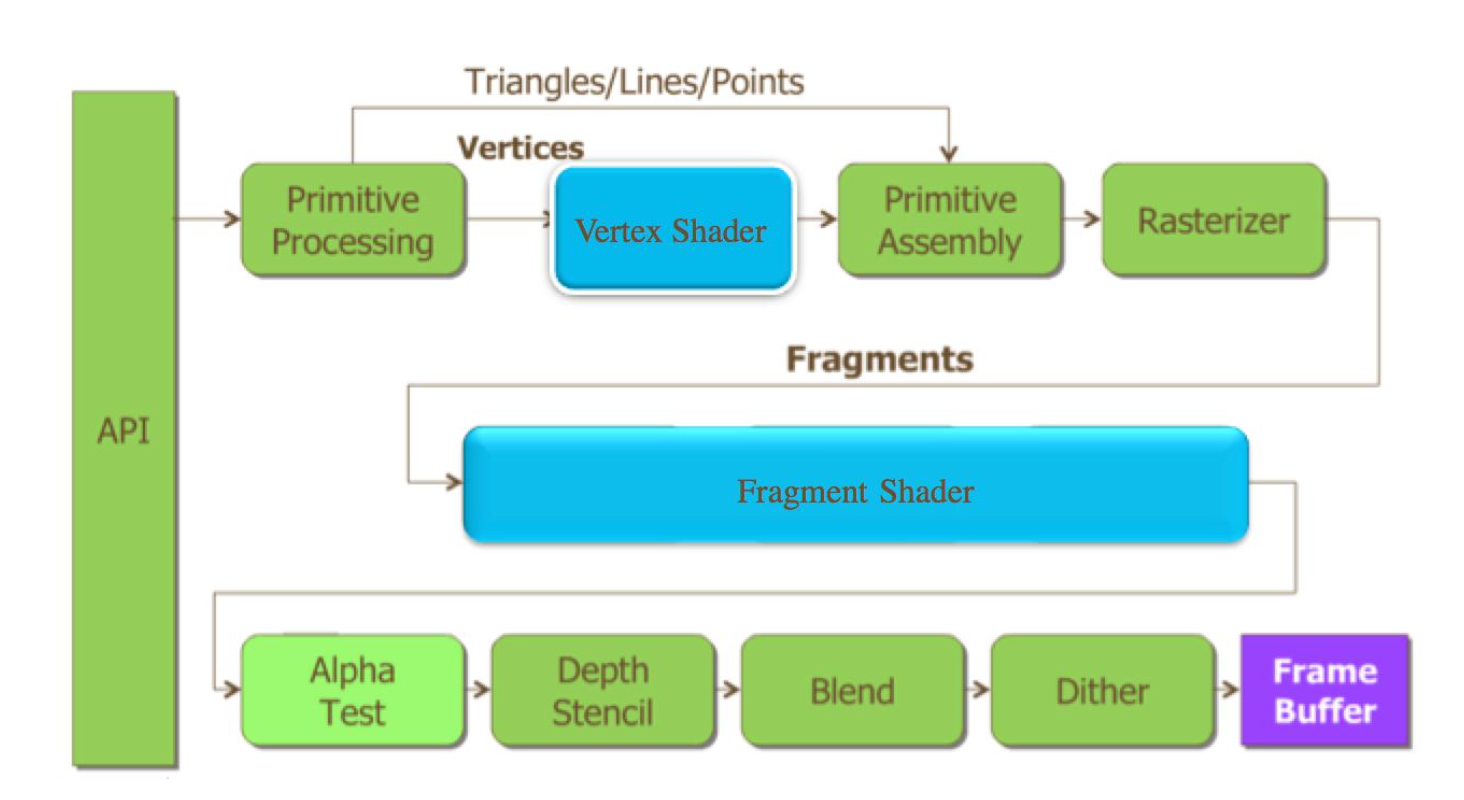 Triangles/Lines/Points
Vertices
Primitive
Processing
Vertex Shader
Primitive
Assembly
Rasterizer
Fragments
API
Fragment Shader
Alpha
Test
Depth
Stencil
Blend
Dither
Frame
Buffer